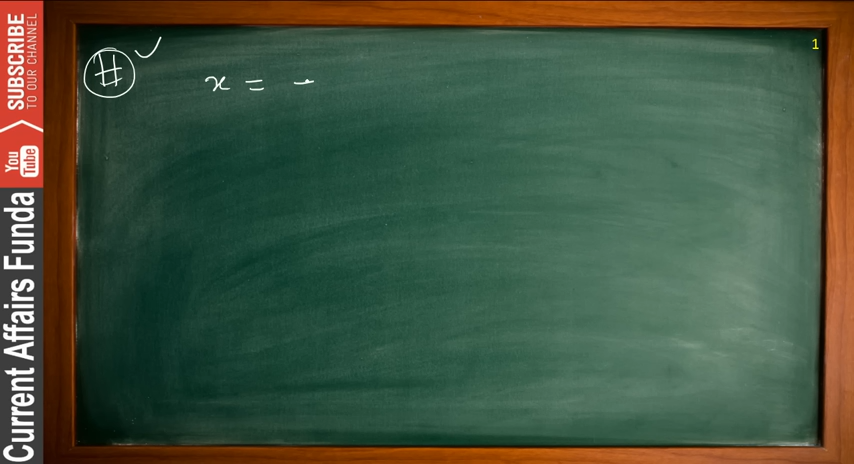 SUBSCRIBE
TO OUR CHANNEL
You Tube
Current Affairs Funda
1
#
x = -